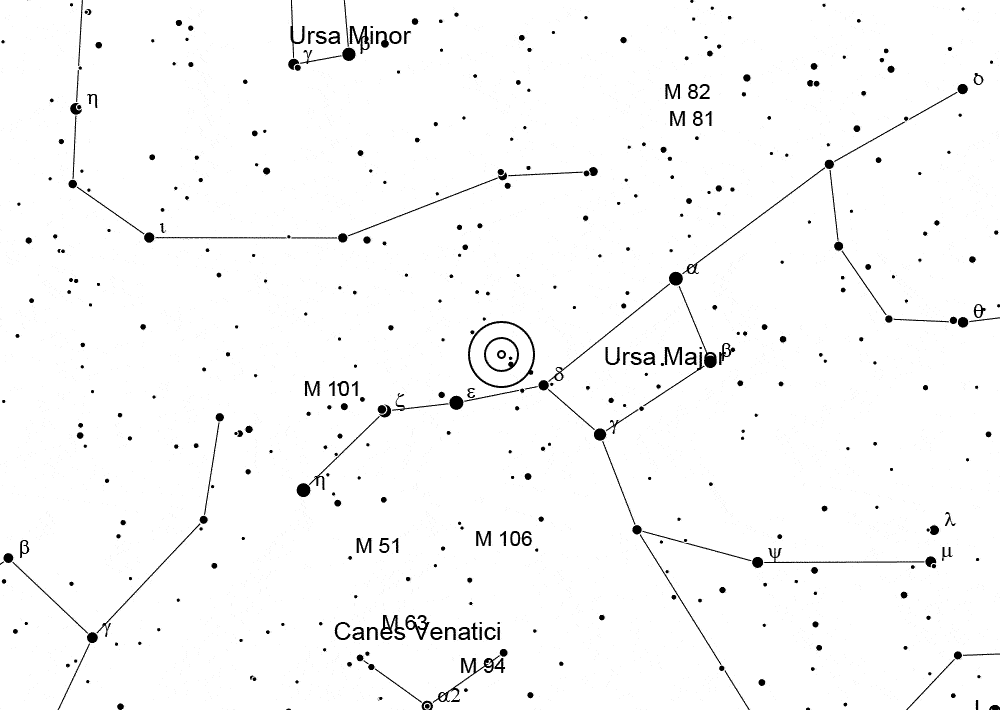 Ursa Minor
γ
β
δ
M 82
η
M 81
ι
α
θ
Ursa Major
β
δ
M 101
ζ
ε
γ
η
λ
M 106
M 51
β
ψ
μ
M 63
γ
Canes Venatici
M 94
α2